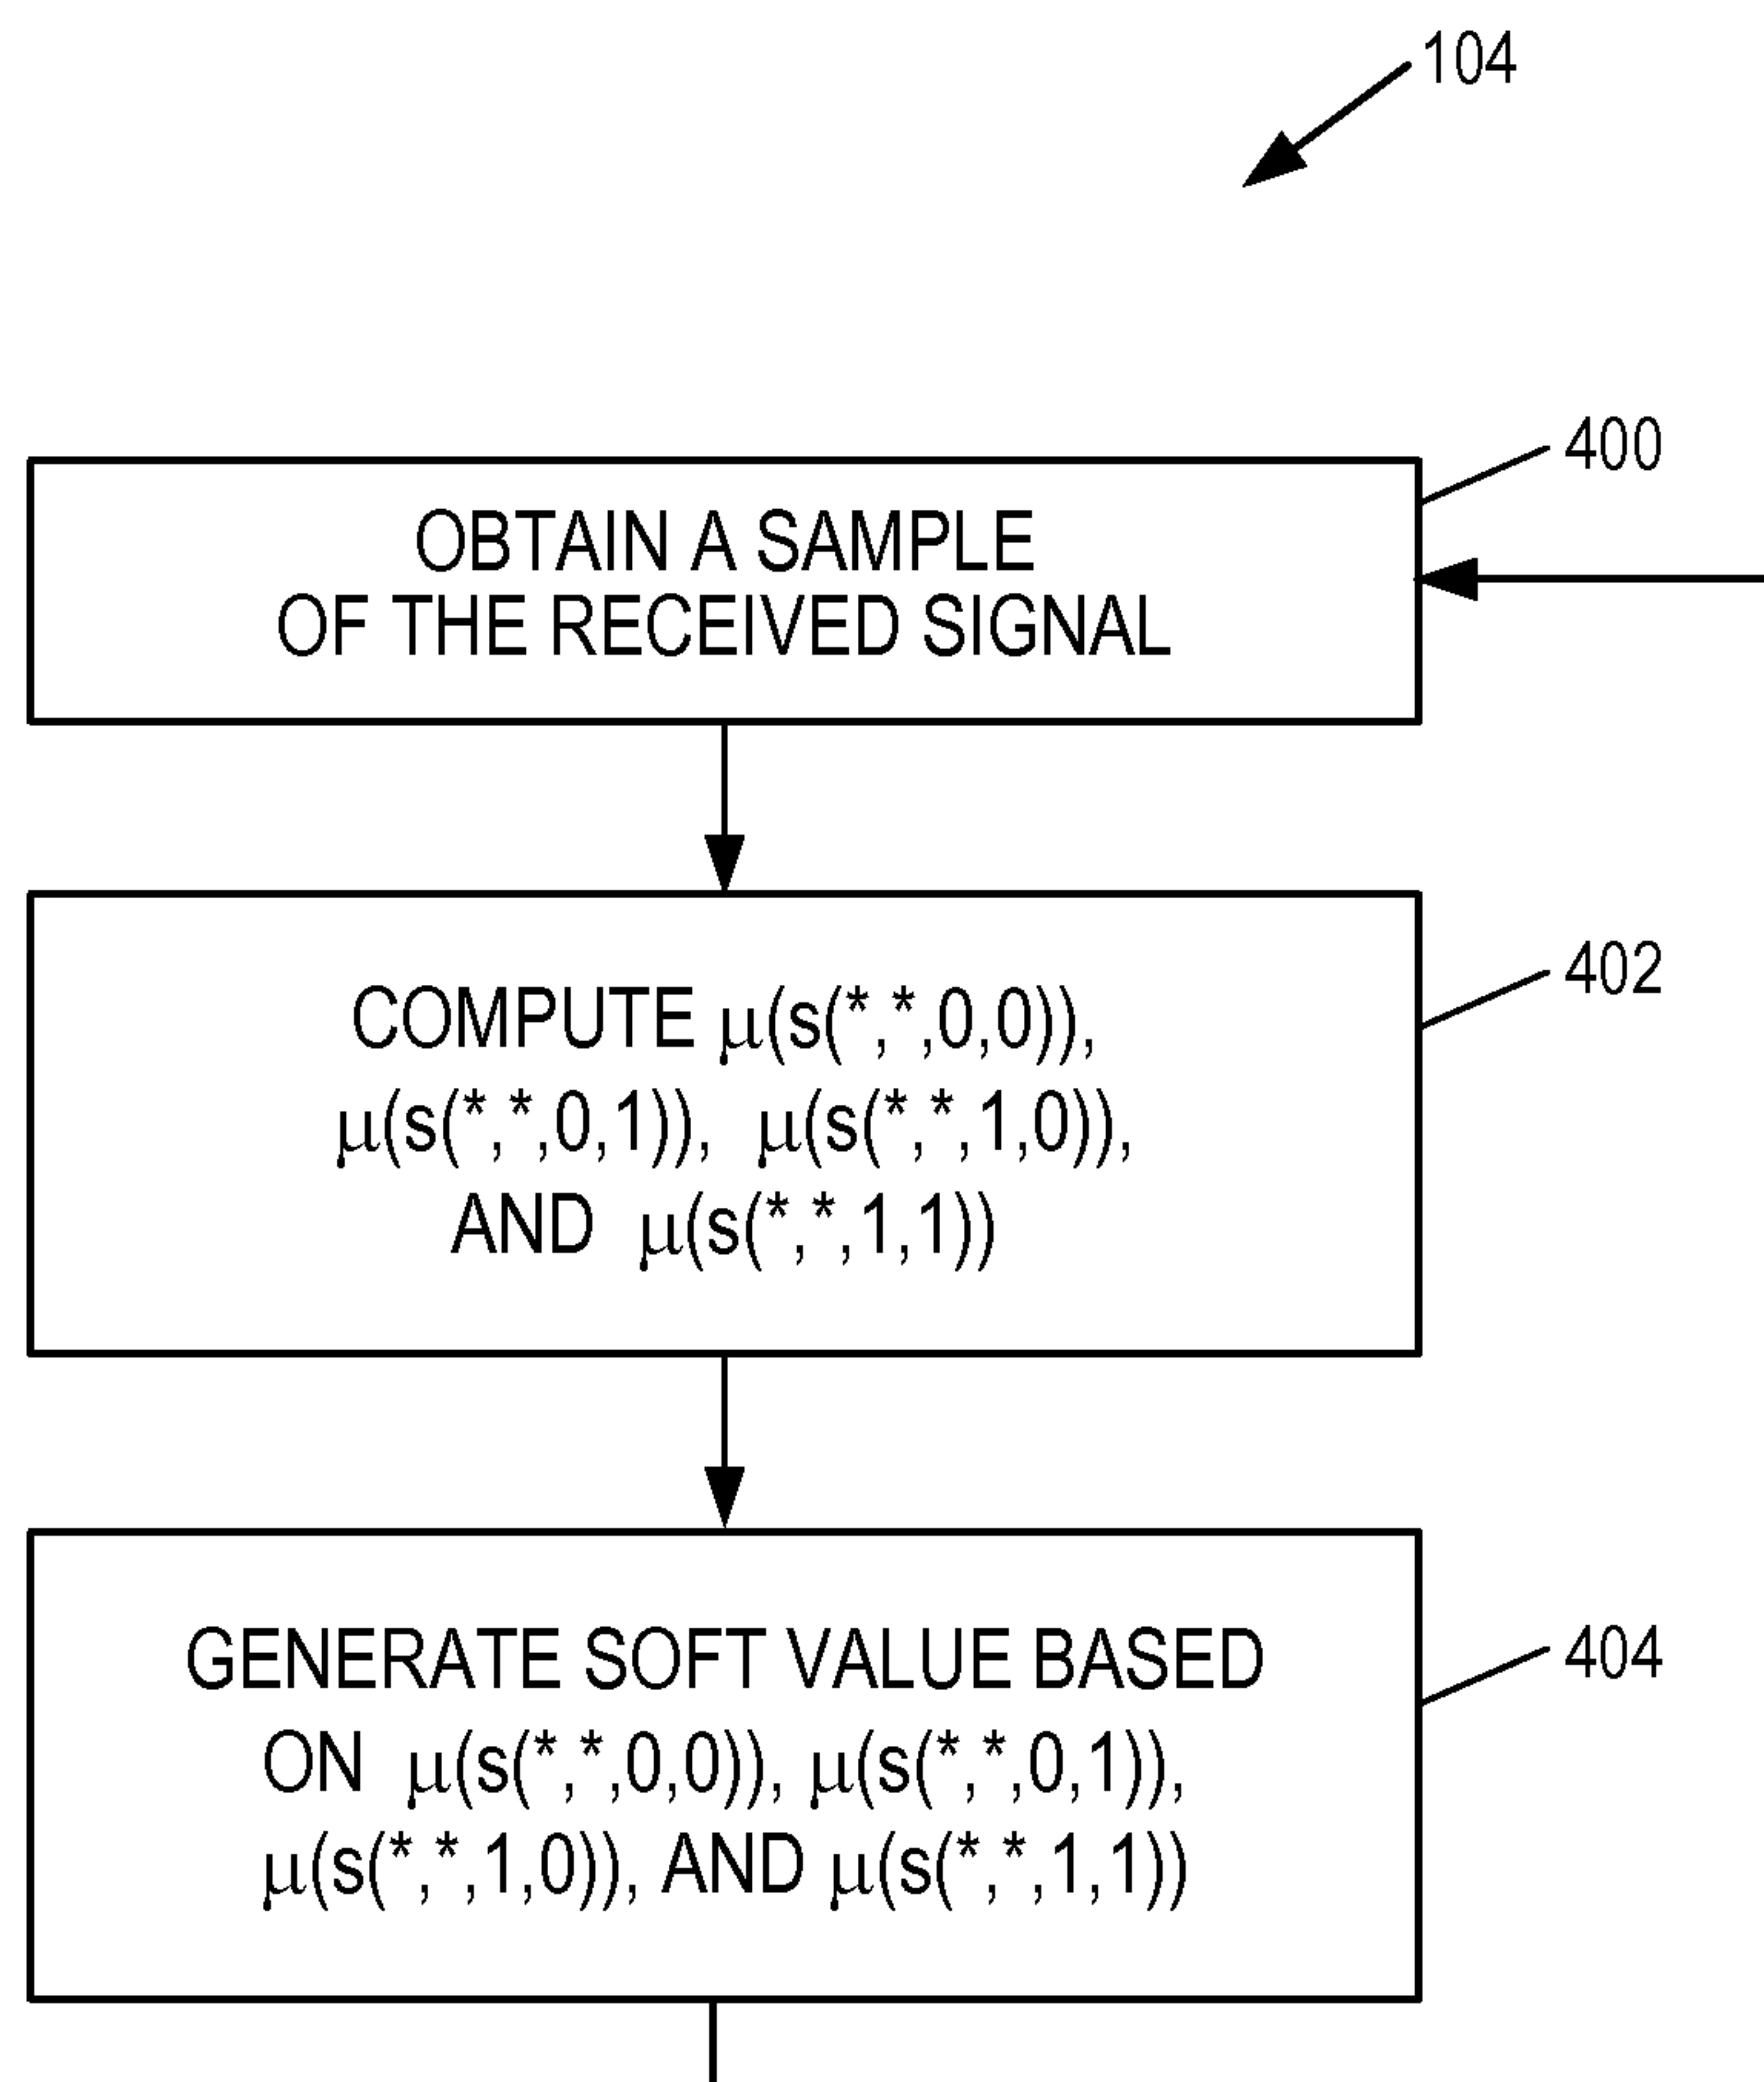 104
400
OBTAIN A SAMPLE
OF THE RECEIVED SIGNAL
402
COMPUTE μ(s(*,*,0,0)),
μ(s(*,*,0,1)), μ(s(*,*,1,0)),
AND μ(s(*,*,1,1))
404
GENERATE SOFT VALUE BASED
ON μ(s(*,*,0,0)), μ(s(*,*,0,1)),
μ(s(*,*,1,0)), AND μ(s(*,*,1,1))